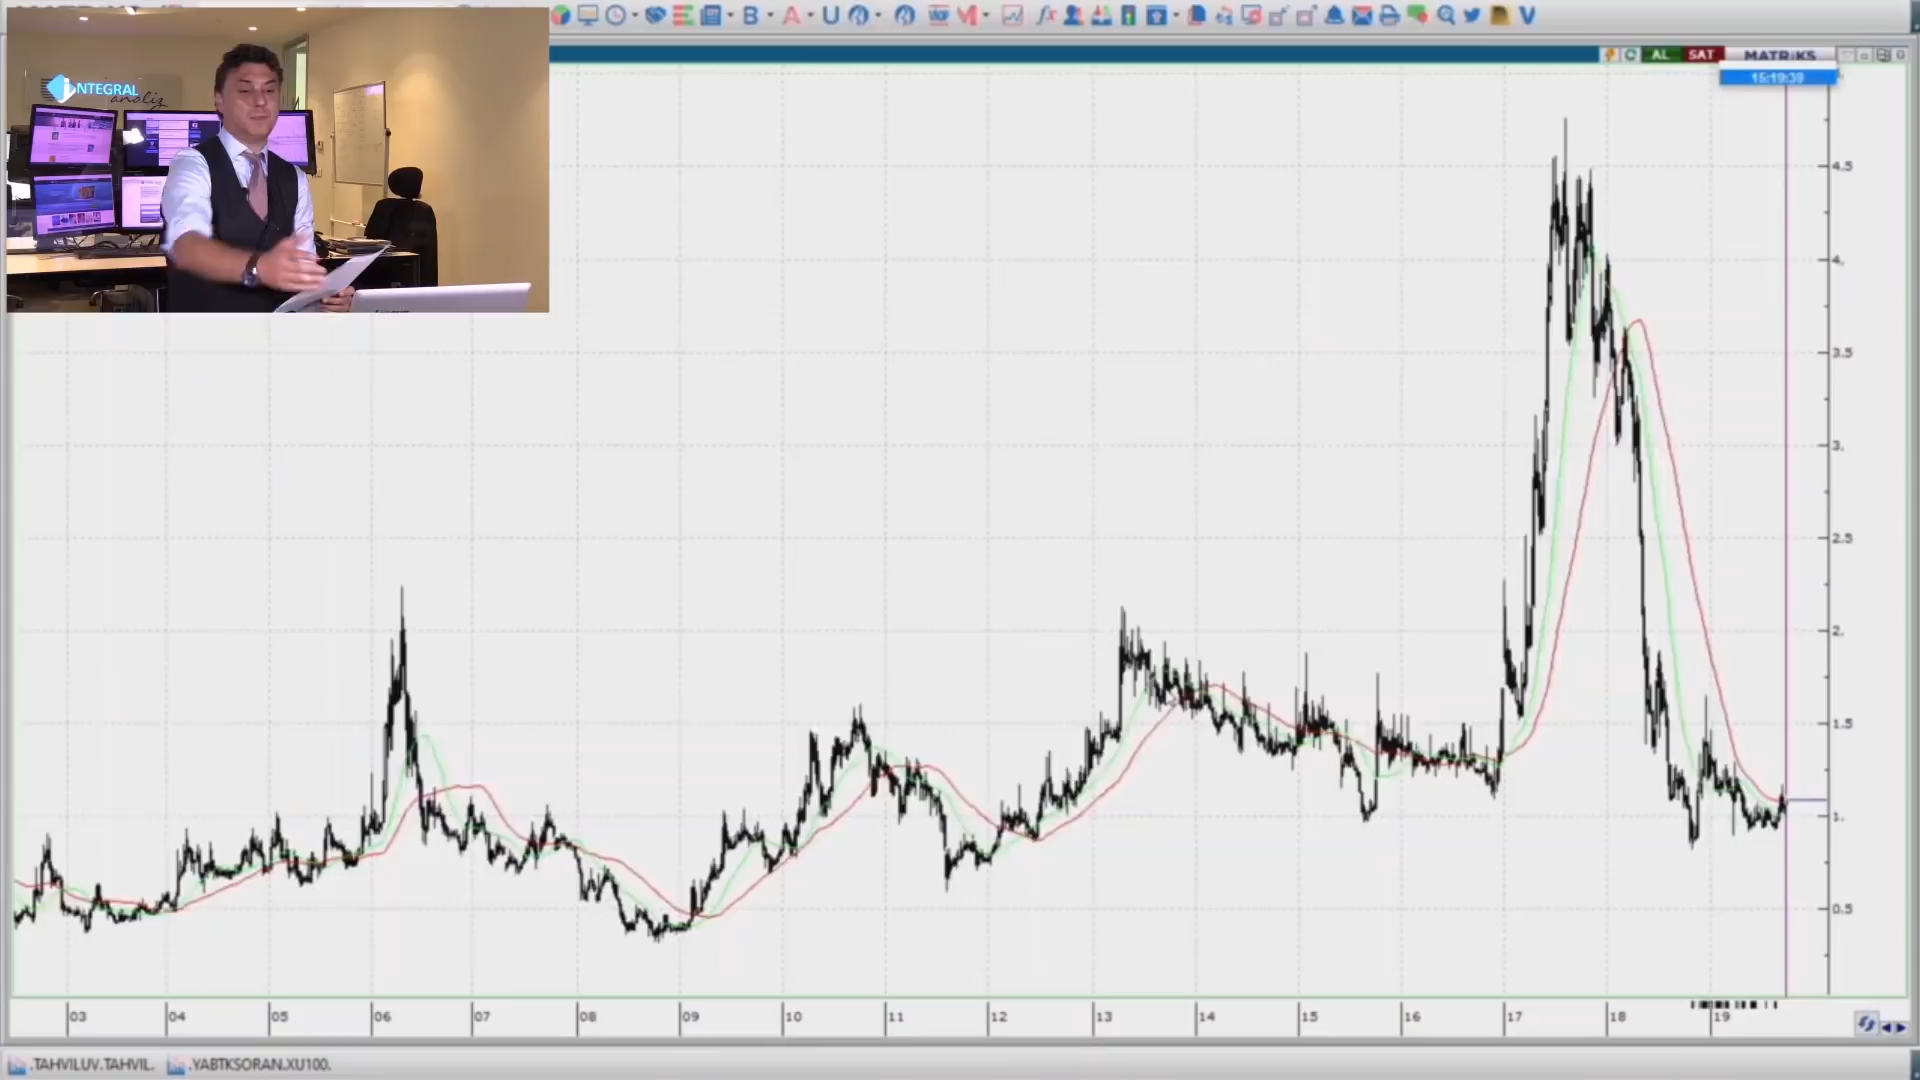 B A U fx V
iNTEGRAL
analiz
AL SAT MATRiKS
15:19:39
4.5
4.
3.5
3.
2.5
2.
1.5
1.
0.5
03 04 05 06 07 08 09 10 11 12 13 14 15 16 17 18 19
.TAHVILUV.TAHVIL. .YABTKSORAN.XU100.